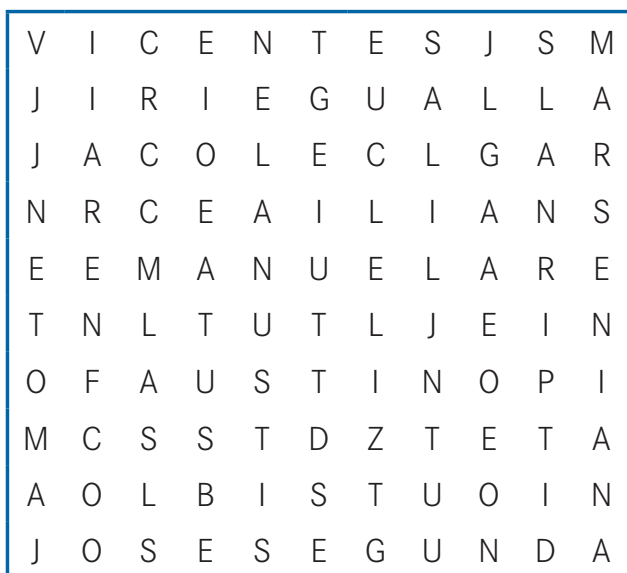 V I C E N T E S J S M
J I R I E G U A L L A
J A C O L E C L G A R
N R C E A I L I A N S
E E M A N U E L A R E
T N L T U T L J E I N
O F A U S T I N O P I
M C S S T D Z T E T A
A O L B I S T U O I N
J O S E S E G U N D A